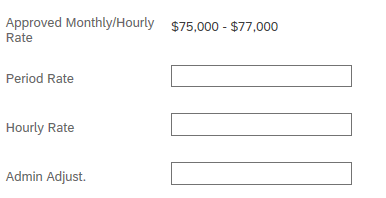 Approved Monthly/Hourly
Rate
$75,000 - $77,000
Period Rate
Hourly Rate
Admin Adjust.